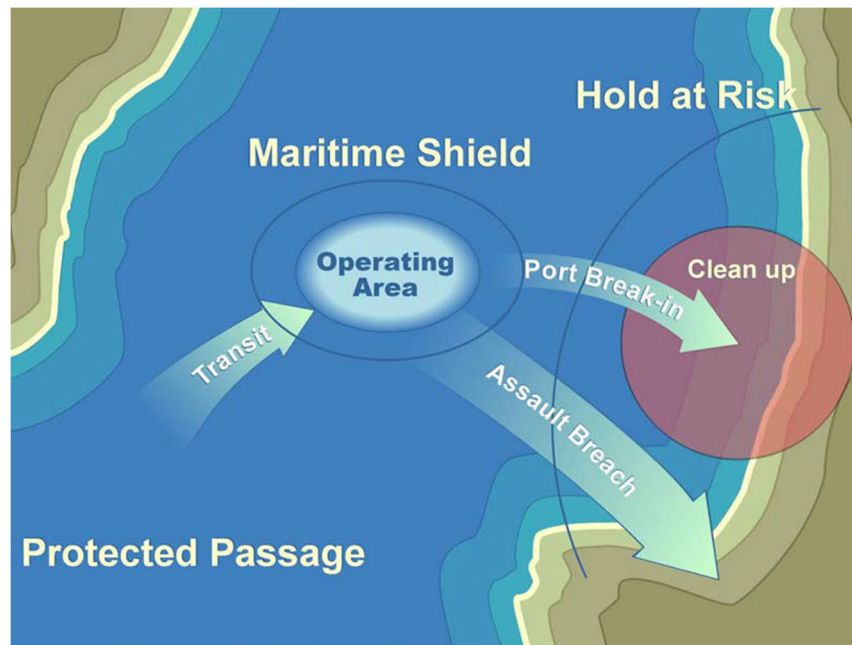 Hold at Risk
Maritime Shield
Operating
Area
Port Break-in
Clean up
Transit
Assault Breach
Protected Passage